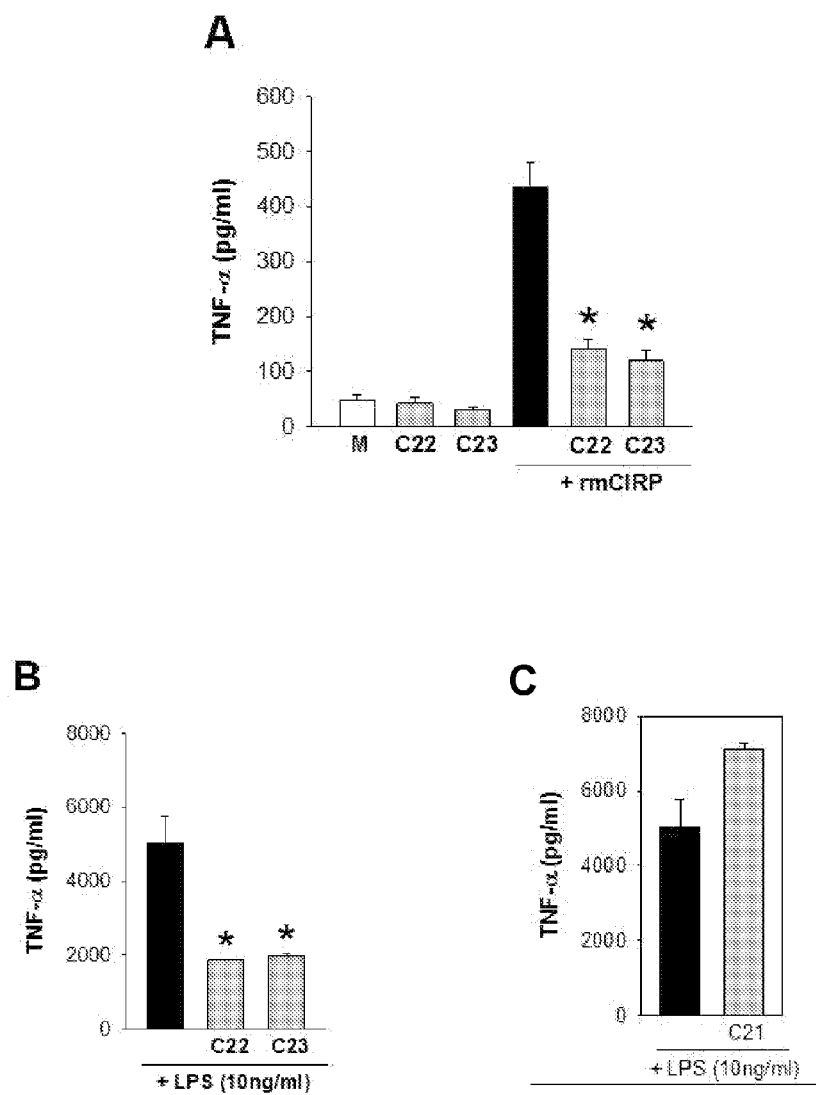 A
600
500
400
300
200
100
0
TNF-α (pg/ml)
M C22 C23 C22 C23
+ rmCIRP
B
8000
6000
4000
2000
0
TNF-α (pg/ml)
* *
C22 C23
+ LPS (10ng/ml)
C
8000
6000
4000
2000
0
TNF-α (pg/ml)
C21
+ LPS (10ng/ml)